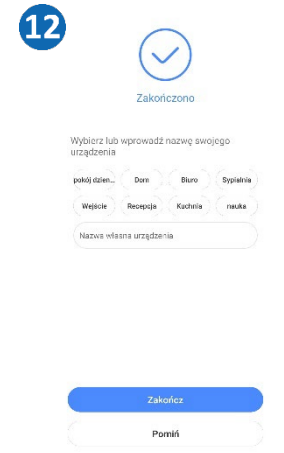 12
Zakończono
Wybierz lub wprowadź nazwę swojego
urządzenia
pokój dzien... Dom Biuro Sypialnia
Wejście Recepcja Kuchnia nauka
Nazwa własna urządzenia
Zakończ
Pomiń